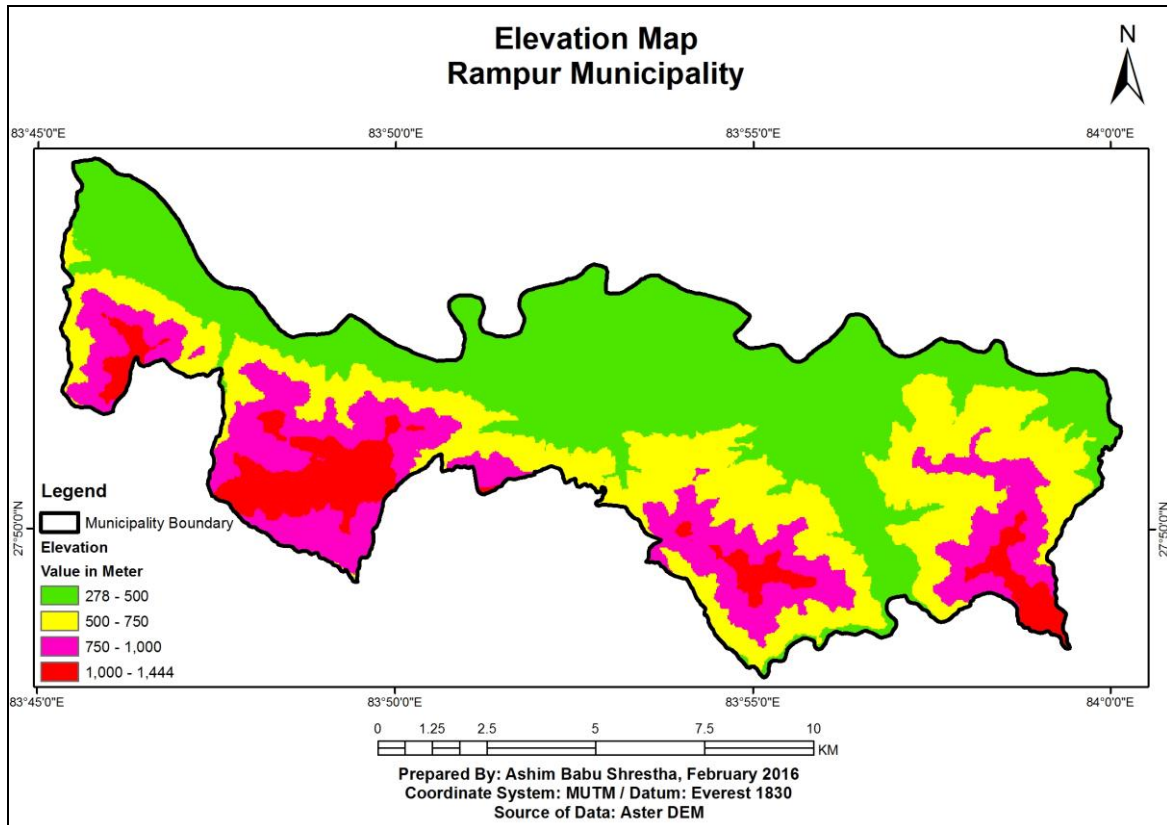 Elevation Map
Rampur Municipality
N
83°45'0"E
83°50'0"E
83°55'0"E
84°0'0"E
27°50'0"N
27°50'0"N
Legend
Municipality Boundary
Elevation
Value in Meter
278 - 500
500 - 750
750 - 1,000
1,000 - 1,444
83°45'0"E
83°50'0"E
83°55'0"E
84°0'0"E
0 1.25 2.5 5 7.5 10
KM
Prepared By: Ashim Babu Shrestha, February 2016
Coordinate System: MUTM / Datum: Everest 1830
Source of Data: Aster DEM